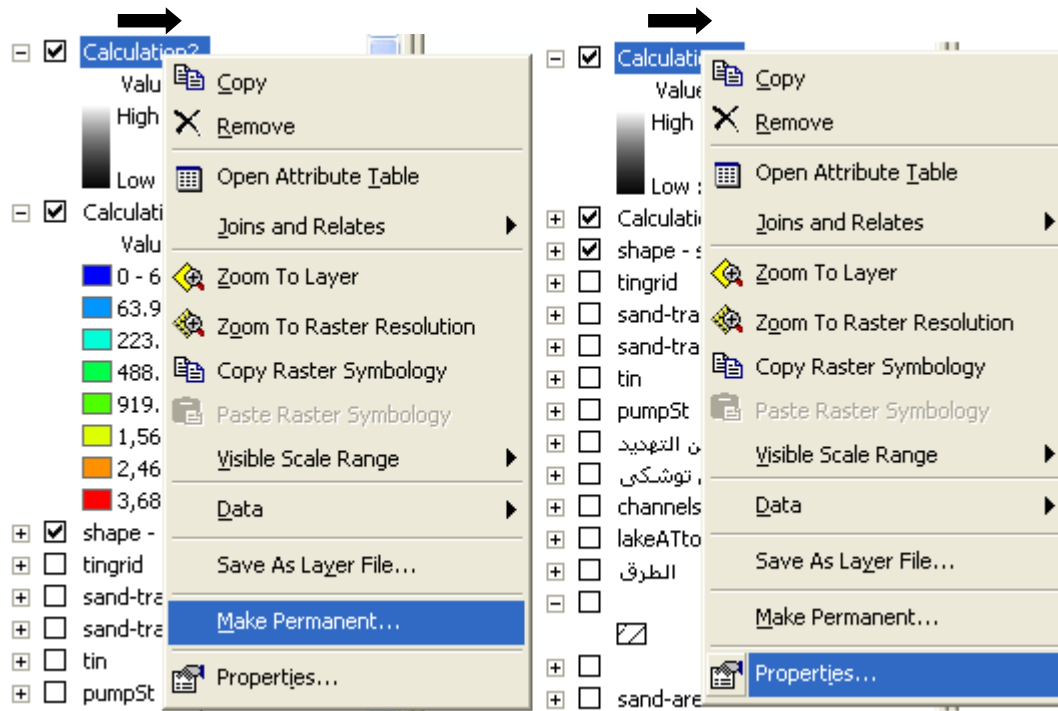 Calculation2
Valu
High
Low
Calculati
Valu
0 - 6
63.9
223.
488.
919.
1,56
2,46
3,68
shape -
tingrid
sand-tra
sand-tra
tin
pumpSt
Copy
Remove
Open Attribute Table
Joins and Relates
Zoom To Layer
Zoom To Raster Resolution
Copy Raster Symbology
Paste Raster Symbology
Visible Scale Range
Data
Save As Layer File...
Make Permanent...
Properties...
Calculati
Value
High
Low :
Calculati
shape - s
tingrid
sand-tra
sand-tra
tin
pumpSt
ن التهديد
توشكى
channels
lakeATto
الطرق
sand-are
Copy
Remove
Open Attribute Table
Joins and Relates
Zoom To Layer
Zoom To Raster Resolution
Copy Raster Symbology
Paste Raster Symbology
Visible Scale Range
Data
Save As Layer File...
Make Permanent...
Properties...